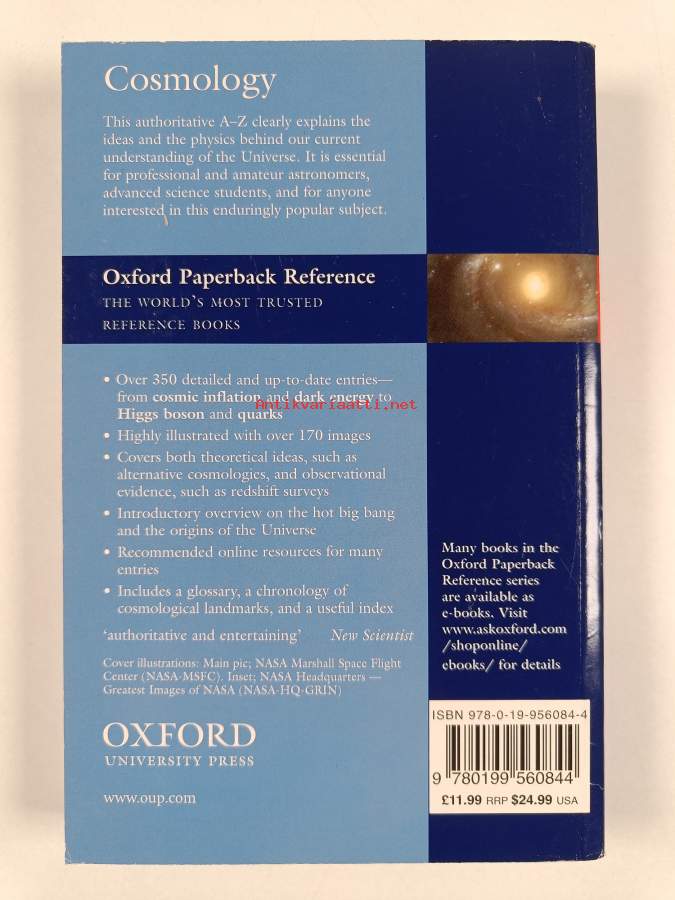 Cosmology
This authoritative A–Z clearly explains the
ideas and the physics behind our current
understanding of the Universe. It is essential
for professional and amateur astronomers,
advanced science students, and for anyone
interested in this enduringly popular subject.
Oxford Paperback Reference
THE WORLD'S MOST TRUSTED
REFERENCE BOOKS
• Over 350 detailed and up-to-date entries—
from cosmic inflation and dark energy to
Antikvariaatti.net
Higgs boson and quarks
• Highly illustrated with over 170 images
• Covers both theoretical ideas, such as
alternative cosmologies, and observational
evidence, such as redshift surveys
• Introductory overview on the hot big bang
and the origins of the Universe
• Recommended online resources for many
entries
• Includes a glossary, a chronology of
cosmological landmarks, and a useful index
'authoritative and entertaining' New Scientist
Cover illustrations: Main pic; NASA Marshall Space Flight
Center (NASA-MSFC). Inset; NASA Headquarters —
Greatest Images of NASA (NASA-HQ-GRIN)
OXFORD
UNIVERSITY PRESS
www.oup.com
Many books in the
Oxford Paperback
Reference series
are available as
e-books. Visit
www.askoxford.com
/shoponline/
ebooks/ for details
ISBN 978-0-19-956084-4
9 780199 560844
£11.99 RRP $24.99 USA